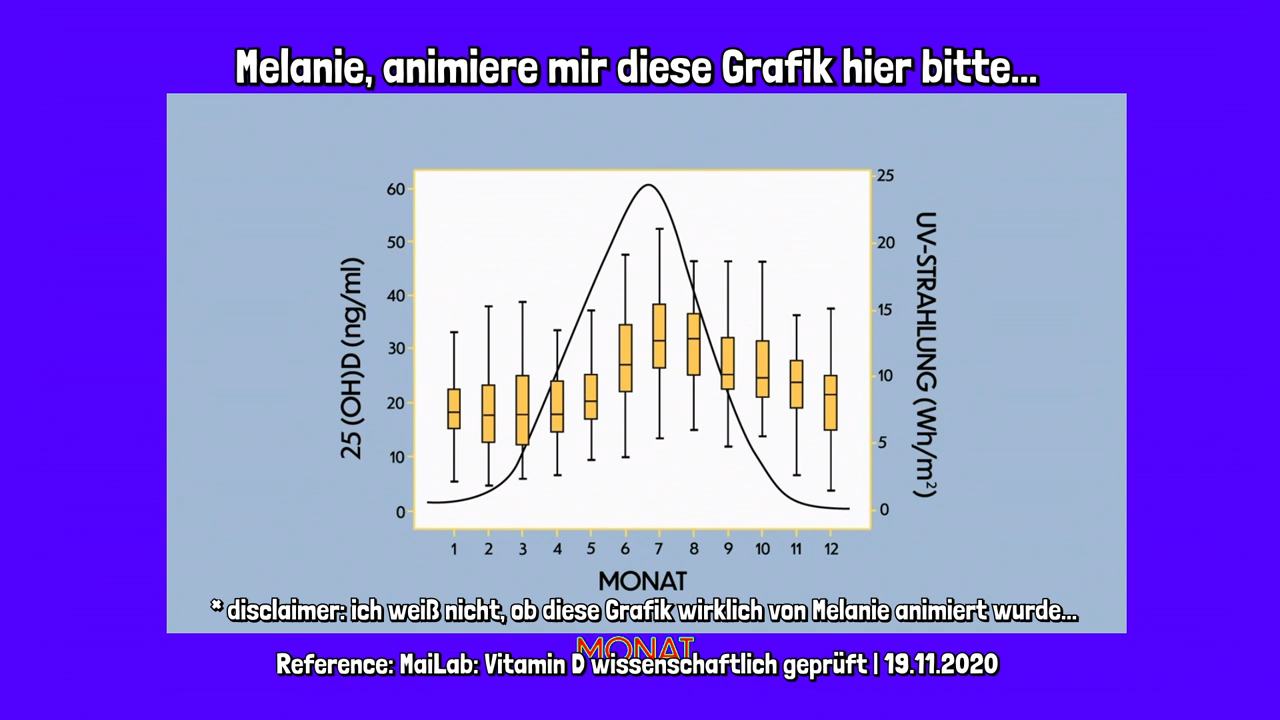 Melanie, animiere mir diese Grafik hier bitte...
25 (OH)D (ng/ml)
60
50
40
30
20
10
0
25
20
15
10
5
0
UV-STRAHLUNG (Wh/m²)
1 2 3 4 5 6 7 8 9 10 11 12
MONAT
* disclaimer: ich weiß nicht, ob diese Grafik wirklich von Melanie animiert wurde...
MONAT
Reference: MaiLab: Vitamin D wissenschaftlich geprüft | 19.11.2020